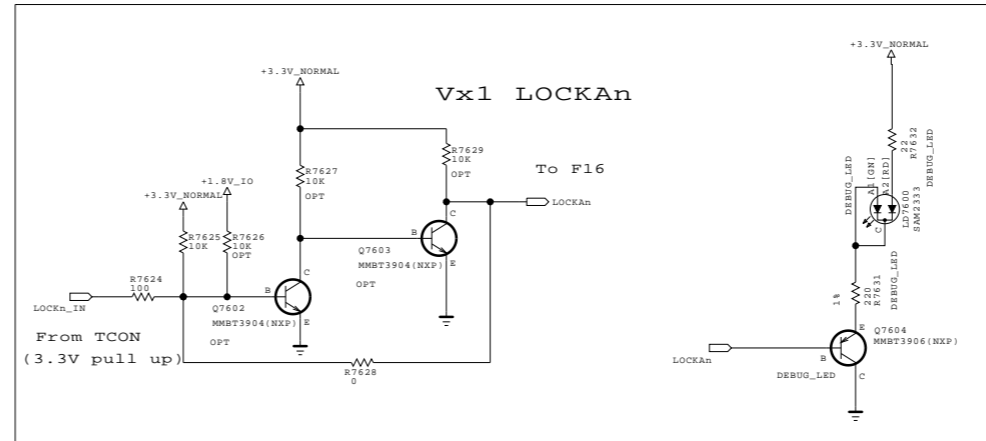 Vx1 LOCKAn
+3.3V_NORMAL
R7627
10K
OPT
R7629
10K
OPT
To F16
LOCKAn
+3.3V_NORMAL
+1.8V_IO
R7625
10K
R7626
10K
OPT
R7624
100
LOCKn_IN
From TCON
(3.3V pull up)
B
C
E
Q7602
MMBT3904(NXP)
OPT
B
C
E
Q7603
MMBT3904(NXP)
OPT
R7628
0
+3.3V_NORMAL
22
R7632
DEBUG_LED
DEBUG_LED
A1[GN]
A2[RD]
C
LD7600
SAM2333
1%
220
R7631
DEBUG_LED
LOCKAn
B
E
C
Q7604
MMBT3906(NXP)
DEBUG_LED